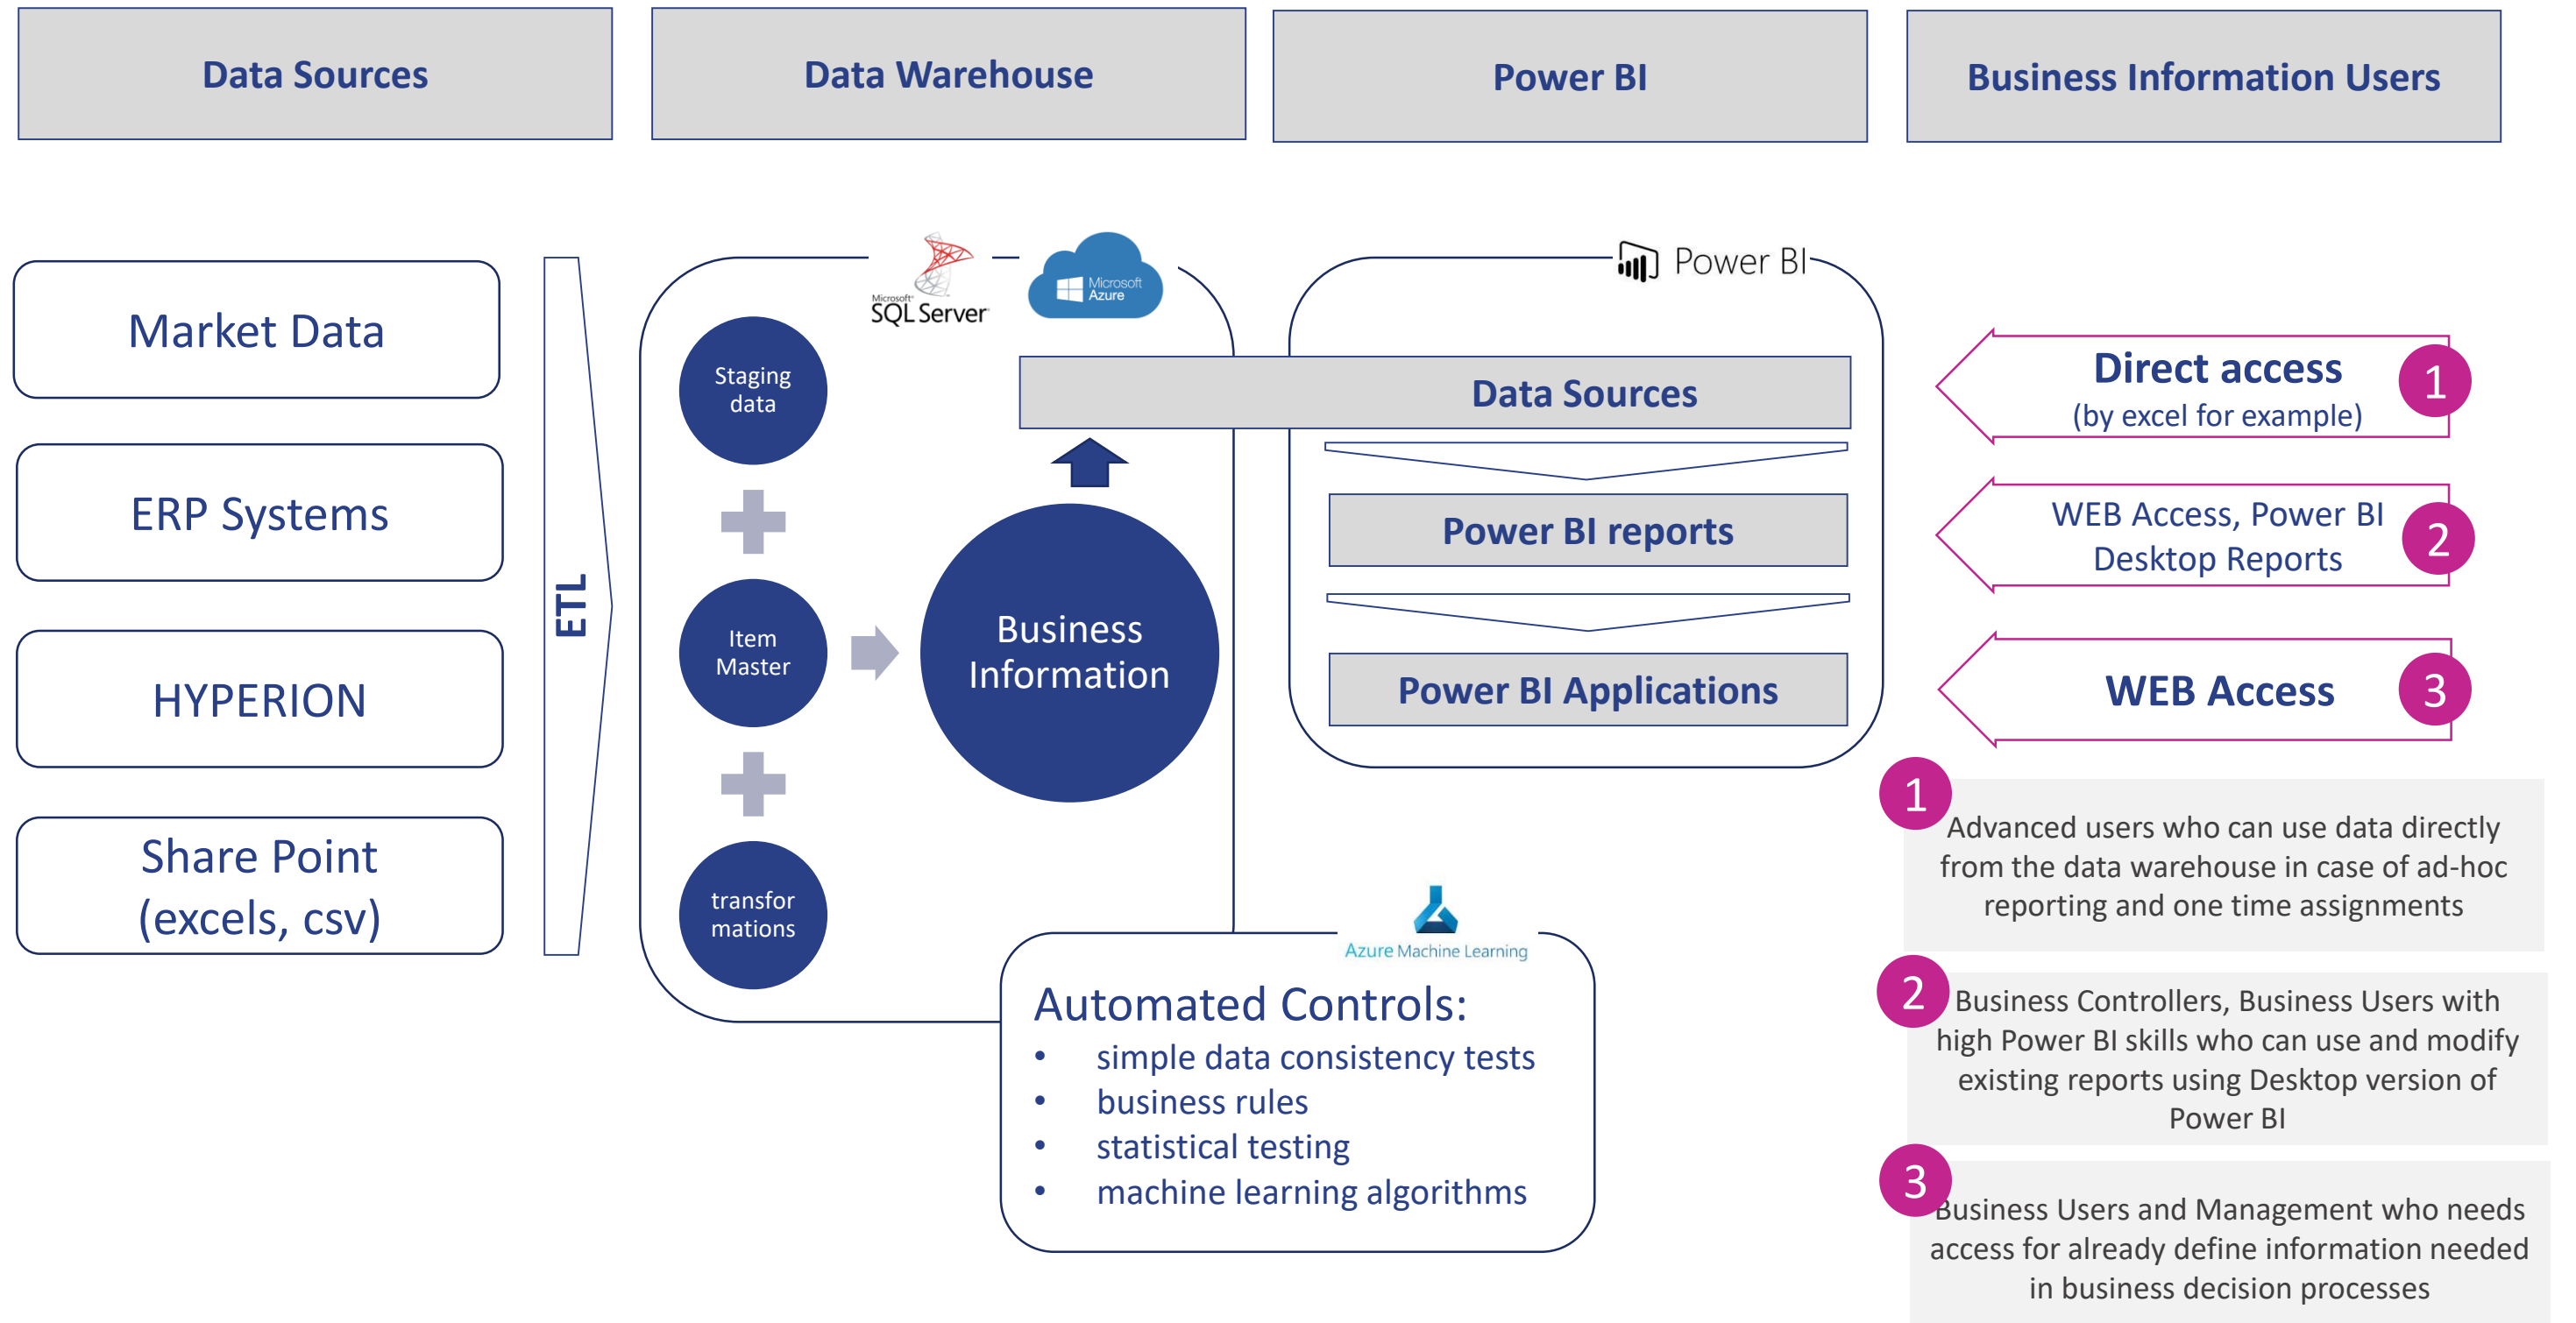 Data Sources
Data Warehouse
Power BI
Business Information Users
Market Data
ERP Systems
HYPERION
Share Point
(excels, csv)
ETL
Microsoft®
SQL Server
Microsoft
Azure
Staging
data
Item
Master
transfor
mations
Business
Information
Power BI
Data Sources
Power BI reports
Power BI Applications
Azure Machine Learning
Automated Controls:
• simple data consistency tests
• business rules
• statistical testing
• machine learning algorithms
Direct access
(by excel for example)
1
WEB Access, Power BI
Desktop Reports
2
WEB Access
3
1
Advanced users who can use data directly
from the data warehouse in case of ad-hoc
reporting and one time assignments
2
Business Controllers, Business Users with
high Power BI skills who can use and modify
existing reports using Desktop version of
Power BI
3
Business Users and Management who needs
access for already define information needed
in business decision processes